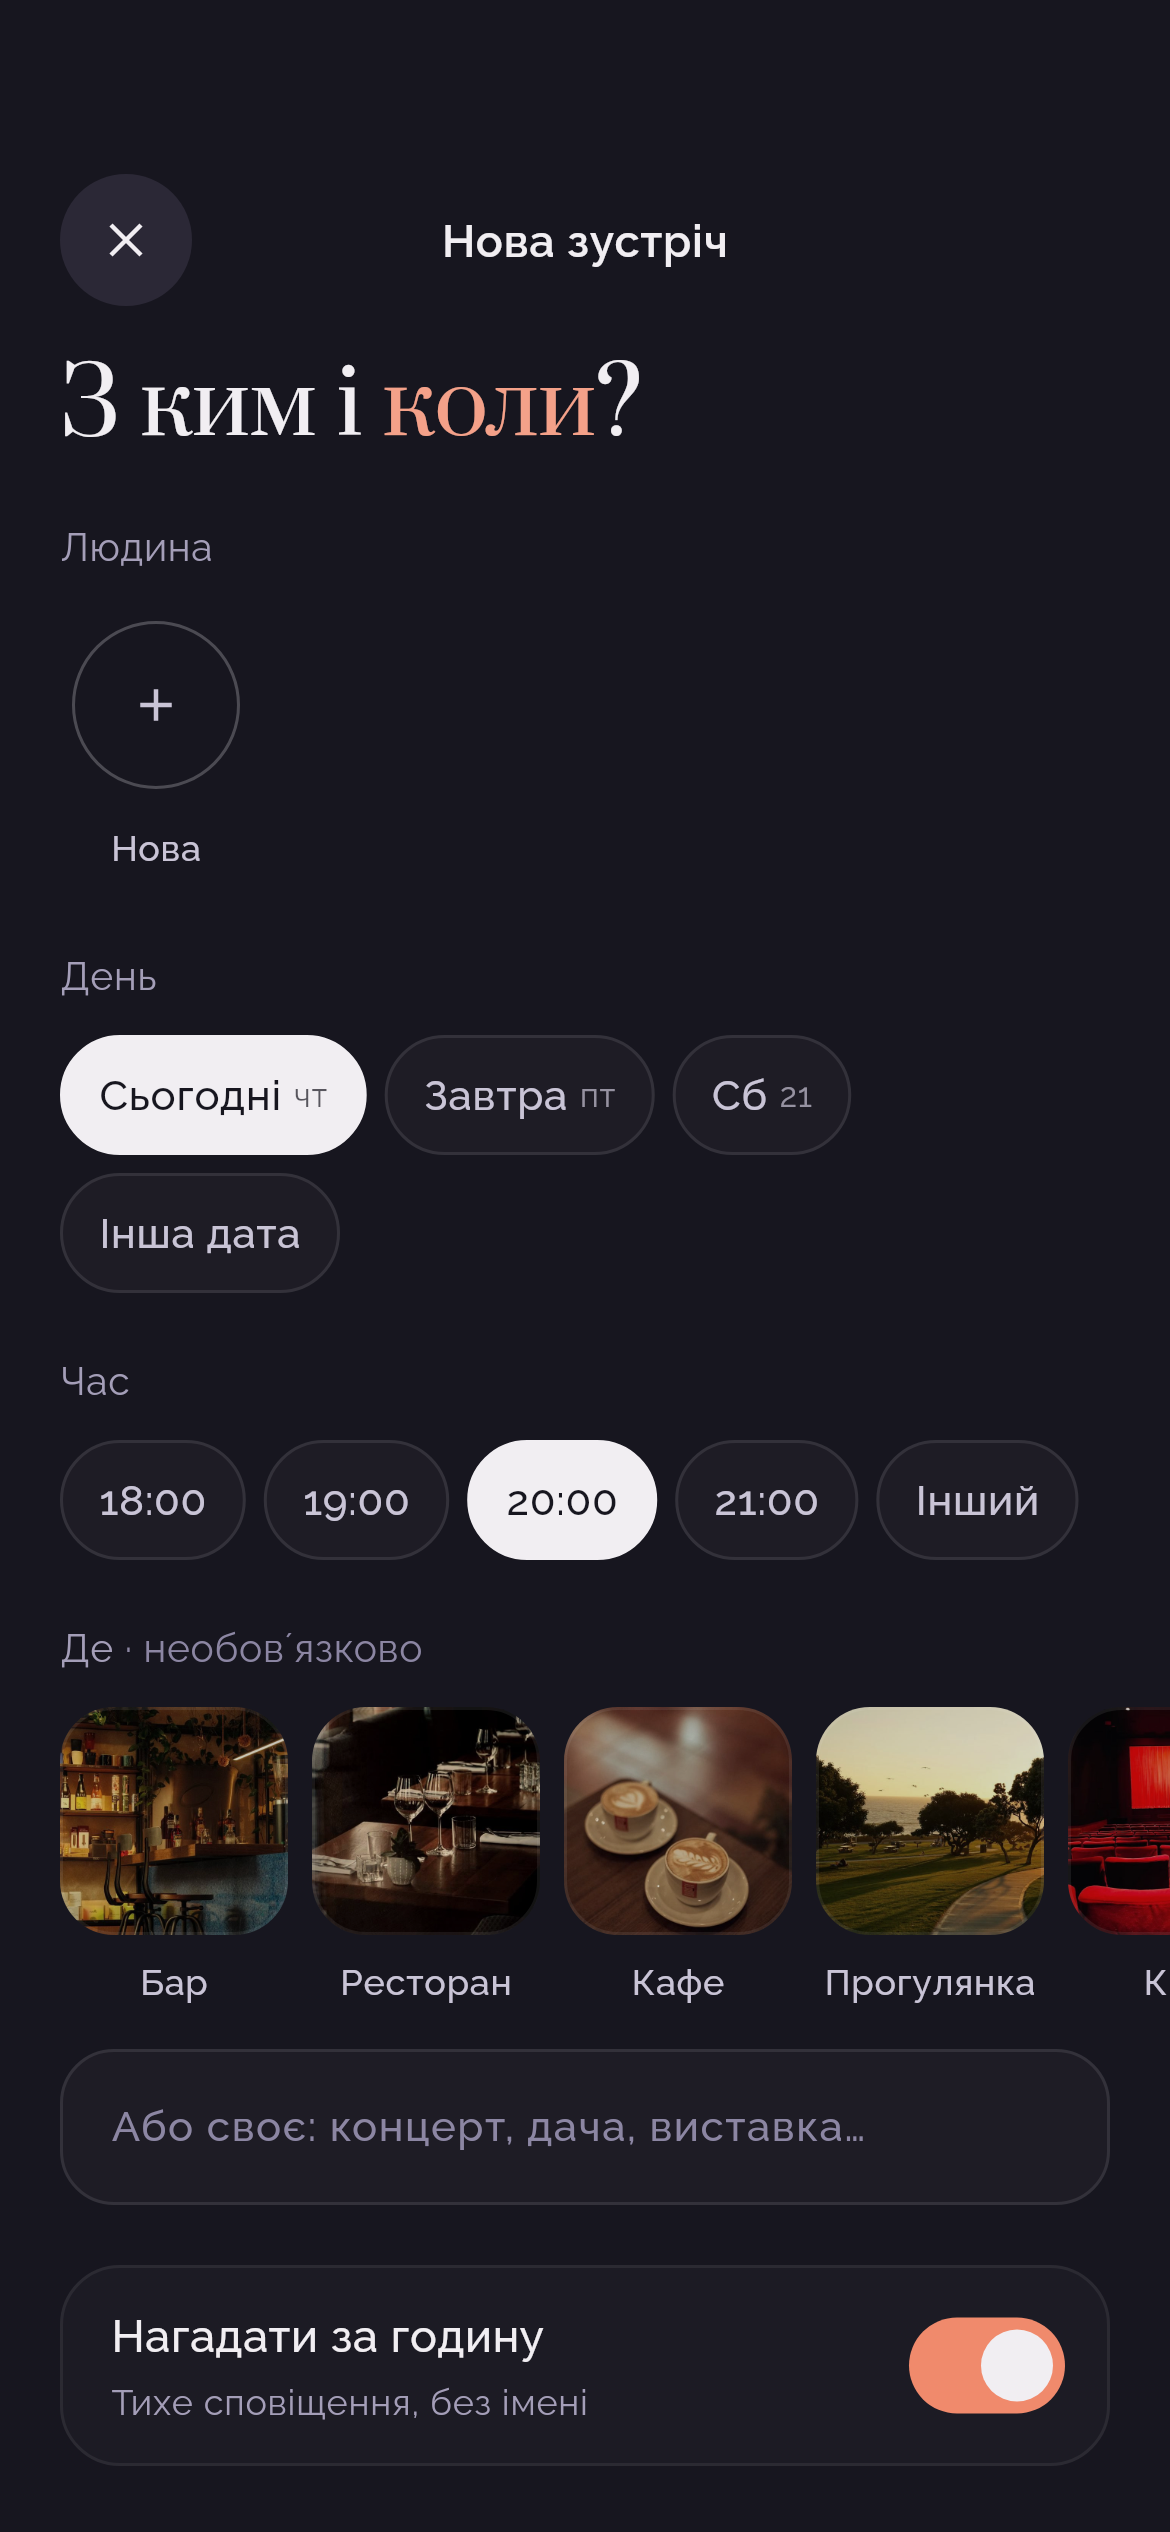 Нова зустріч
З ким і коли?
Людина
Нова
День
Сьогодні чт
Завтра пт
Сб 21
Інша дата
Час
18:00
19:00
20:00
21:00
Інший
Де · необов´язково
Бар
Ресторан
Кафе
Прогулянка
Або своє: концерт, дача, виставка…
Нагадати за годину
Тихе сповіщення, без імені